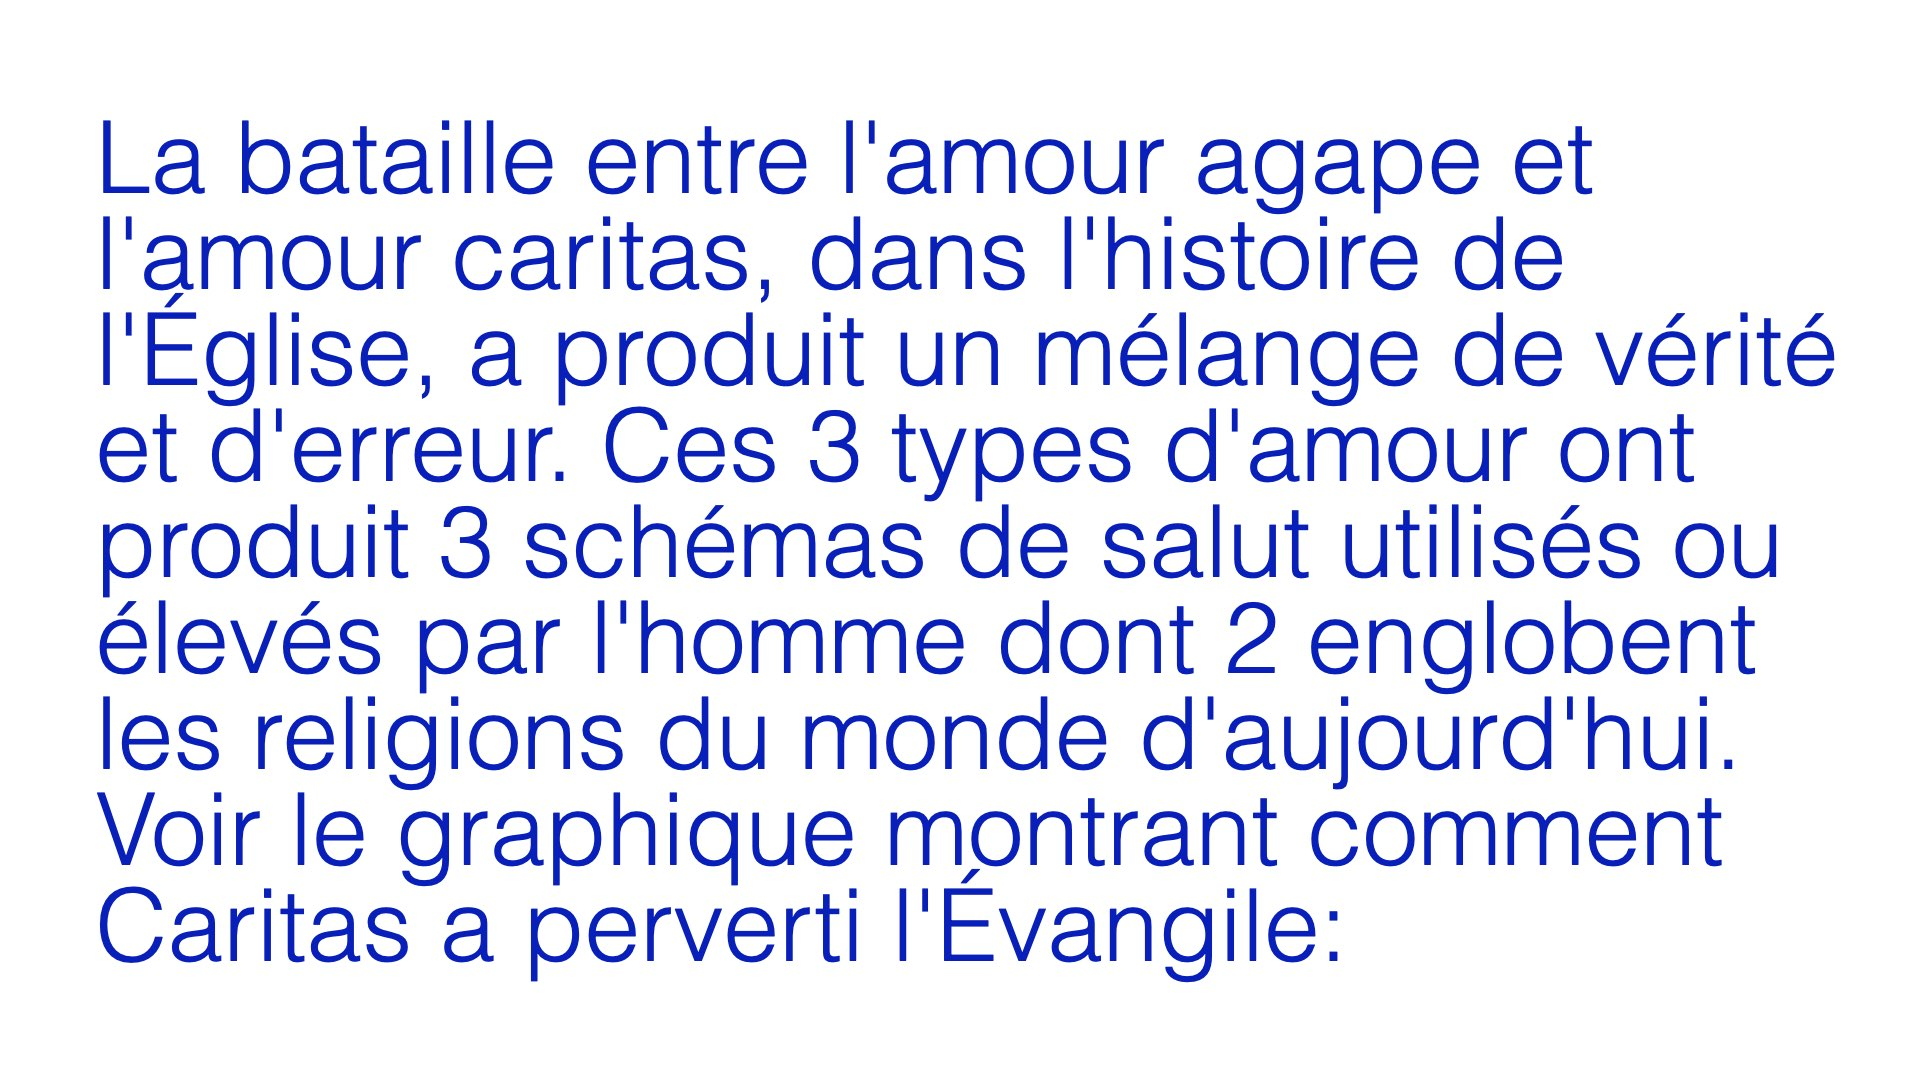 La bataille entre l'amour agape et
l'amour caritas, dans l'histoire de
l'Église, a produit un mélange de vérité
et d'erreur. Ces 3 types d'amour ont
produit 3 schémas de salut utilisés ou
élevés par l'homme dont 2 englobent
les religions du monde d'aujourd'hui.
Voir le graphique montrant comment
Caritas a perverti l'Évangile: